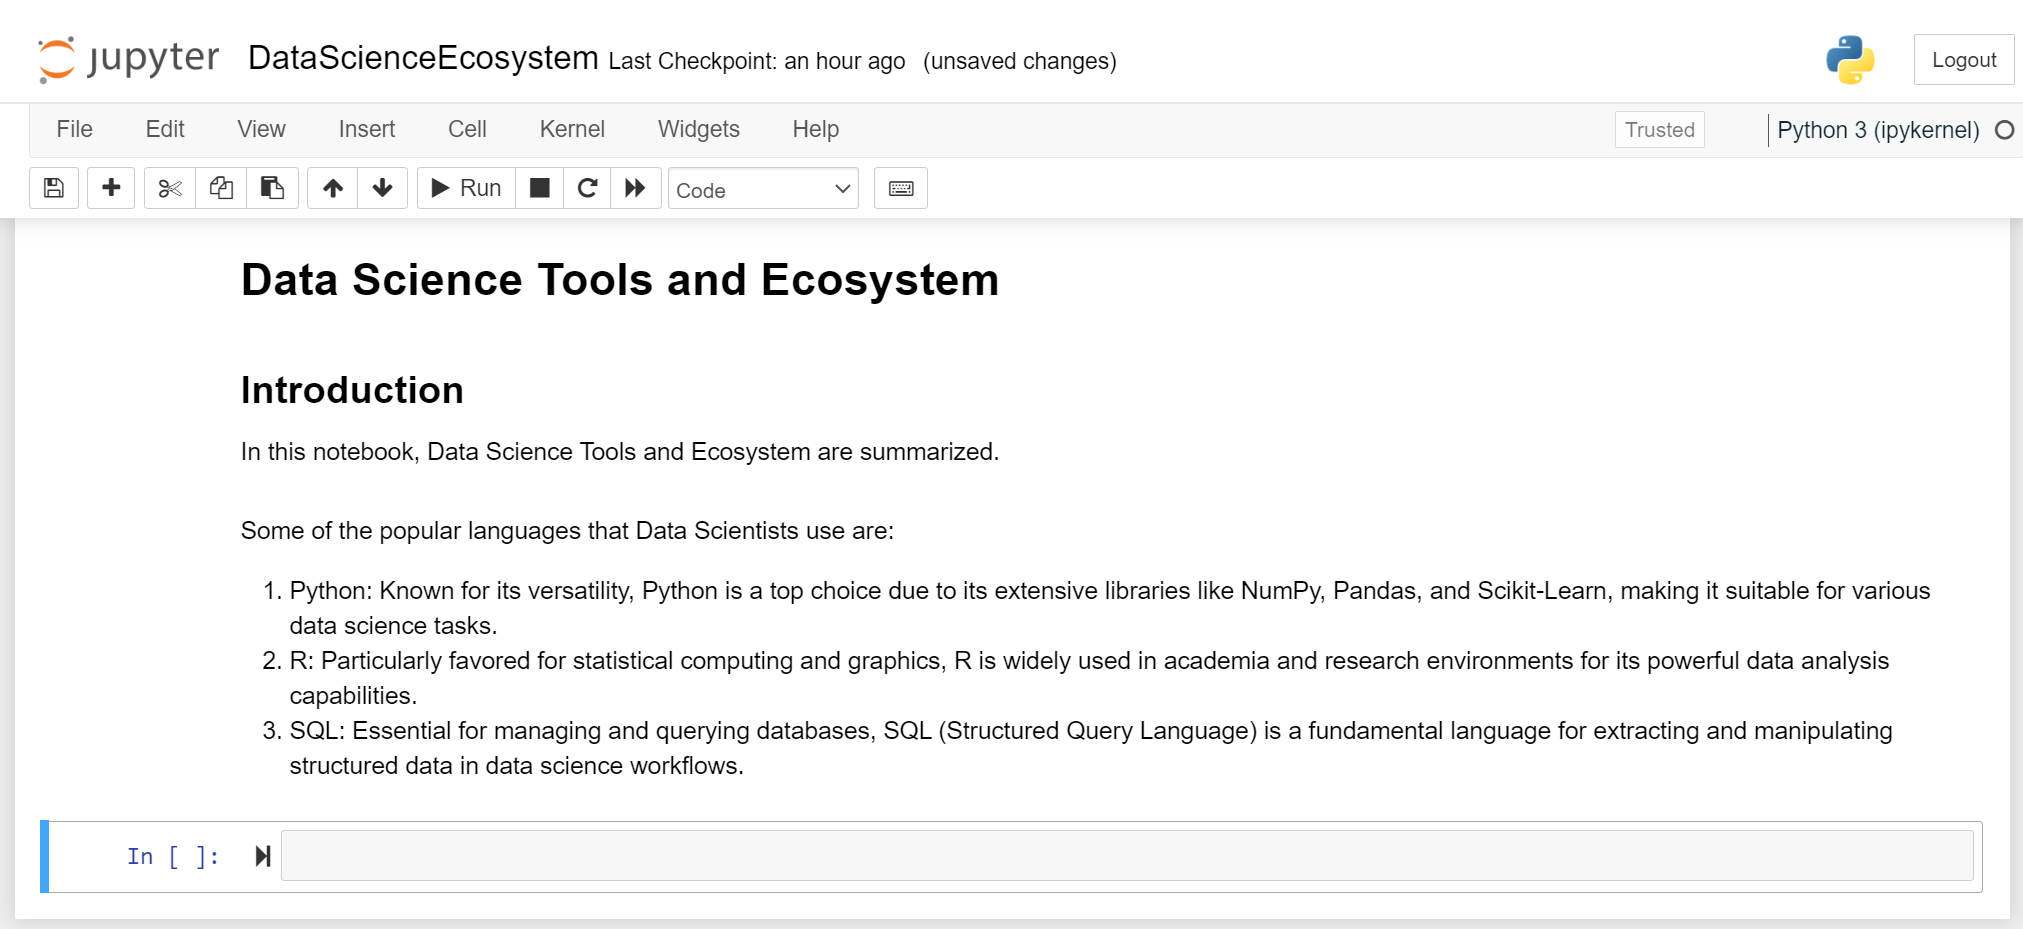 jupyter DataScienceEcosystem Last Checkpoint: an hour ago (unsaved changes) Logout
File Edit View Insert Cell Kernel Widgets Help Trusted Python 3 (ipykernel)
Run Code
Data Science Tools and Ecosystem
Introduction
In this notebook, Data Science Tools and Ecosystem are summarized.
Some of the popular languages that Data Scientists use are:
1. Python: Known for its versatility, Python is a top choice due to its extensive libraries like NumPy, Pandas, and Scikit-Learn, making it suitable for various
data science tasks.
2. R: Particularly favored for statistical computing and graphics, R is widely used in academia and research environments for its powerful data analysis
capabilities.
3. SQL: Essential for managing and querying databases, SQL (Structured Query Language) is a fundamental language for extracting and manipulating
structured data in data science workflows.
In [ ]: